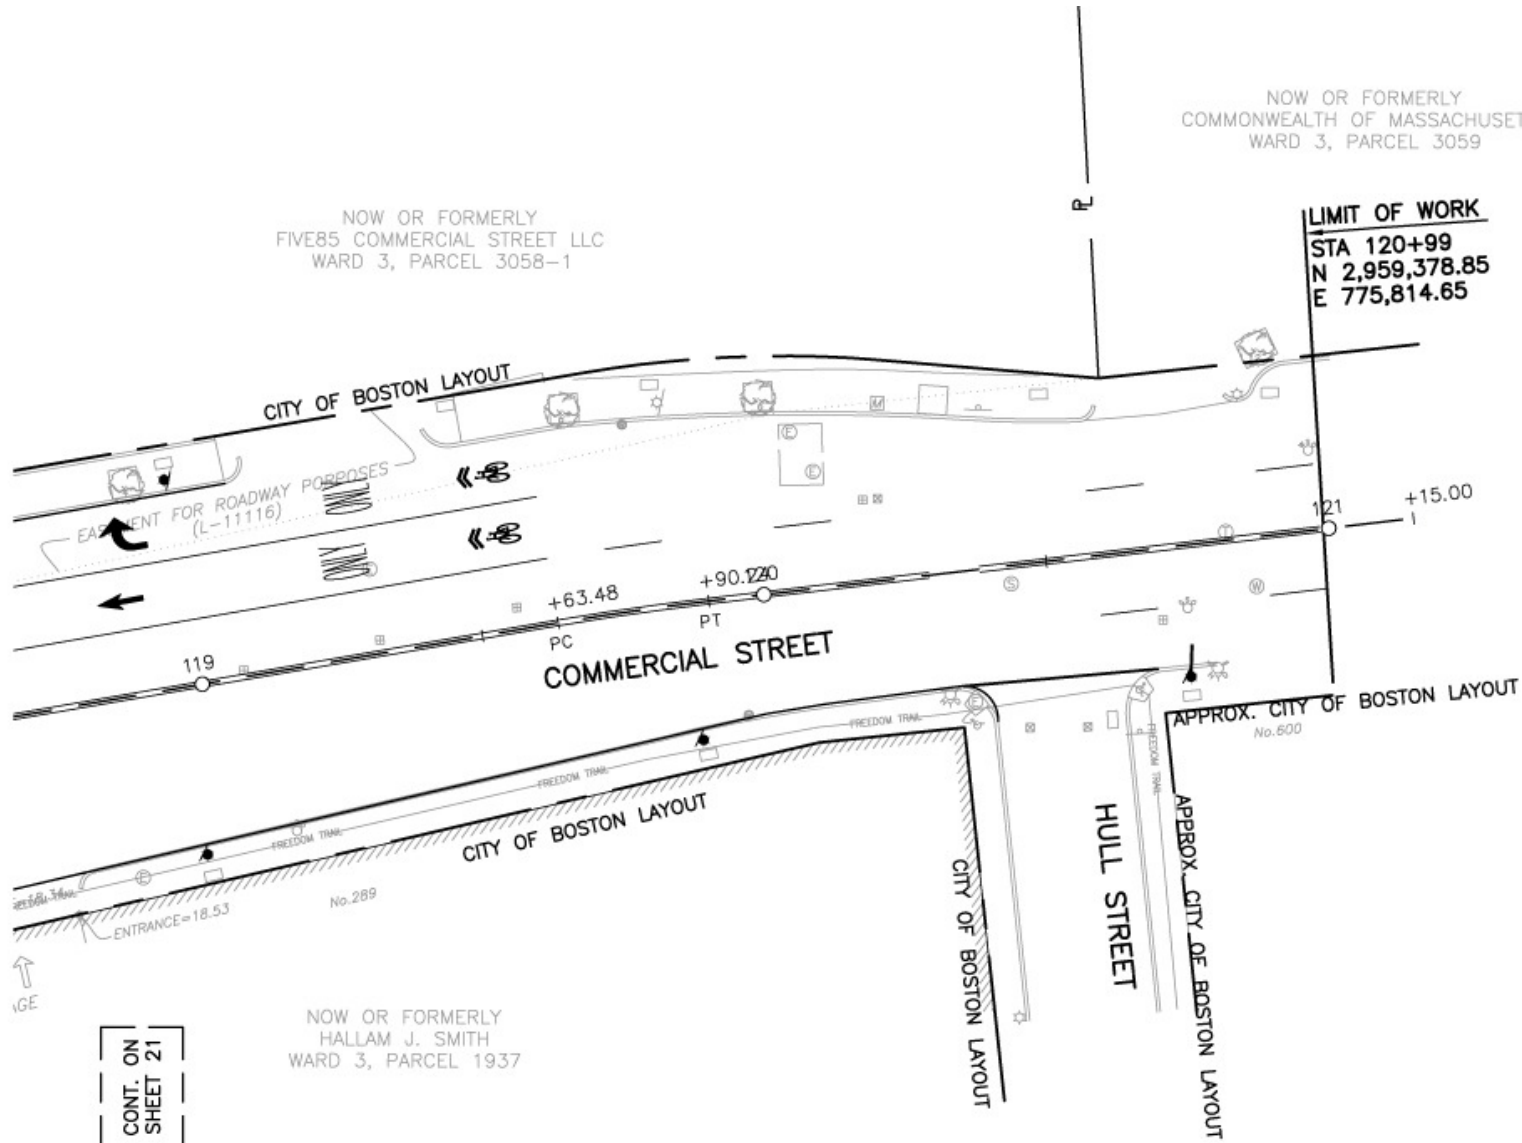 NOW OR FORMERLY
COMMONWEALTH OF MASSACHUSET
WARD 3, PARCEL 3059
PL
LIMIT OF WORK
STA 120+99
N 2,959,378.85
E 775,814.65
NOW OR FORMERLY
FIVE85 COMMERCIAL STREET LLC
WARD 3, PARCEL 3058-1
CITY OF BOSTON LAYOUT
EASEMENT FOR ROADWAY PORPOSES
(L-11116)
ONLY
ONLY
M
E
E
T
S
W
121
+15.00
+90.24
120
+63.48
PC
PT
119
COMMERCIAL STREET
FREEDOM TRAIL
FREEDOM TRAIL
FREEDOM TRAIL
FREEDOM TRAIL
E
E
APPROX. CITY OF BOSTON LAYOUT
No.600
CITY OF BOSTON LAYOUT
HULL STREET
CITY OF BOSTON LAYOUT
APPROX. CITY OF BOSTON LAYOUT
ENTRANCE=18.53
No.289
AGE
NOW OR FORMERLY
HALLAM J. SMITH
WARD 3, PARCEL 1937
CONT. ON
SHEET 21